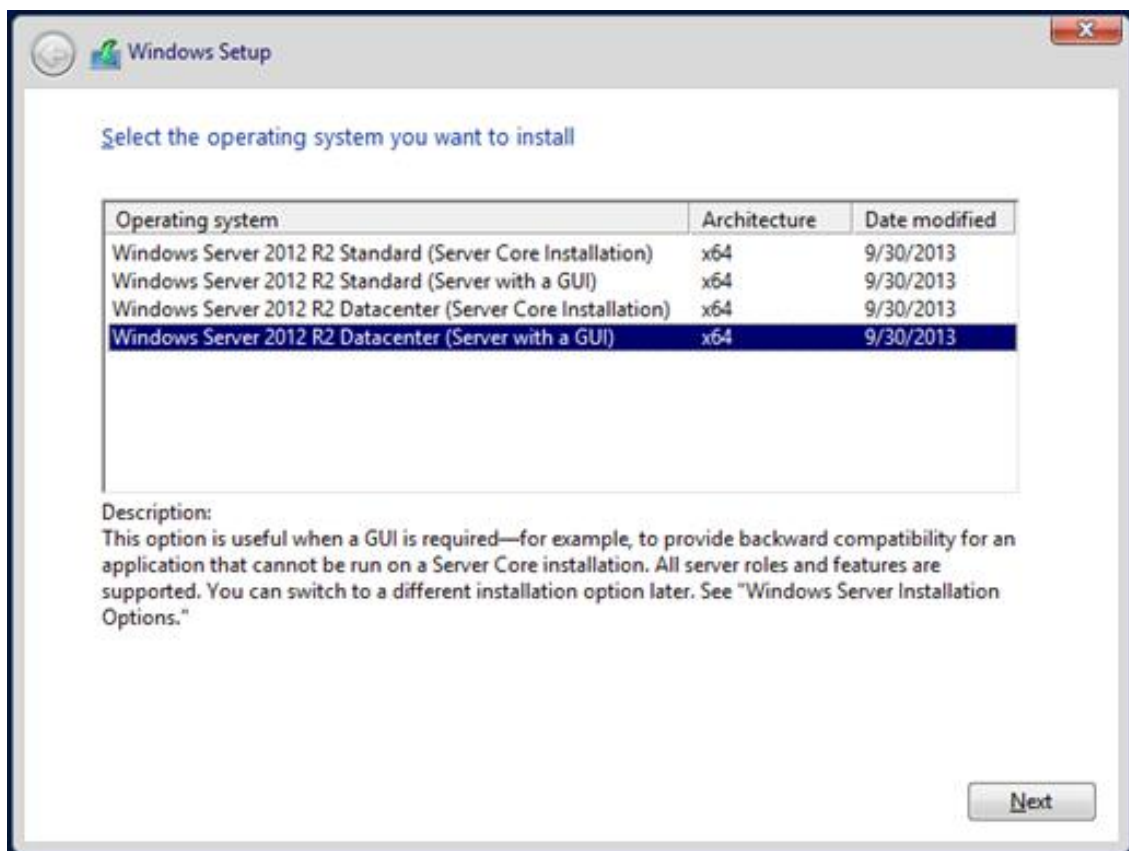 Windows Setup
Select the operating system you want to install
Operating system Architecture Date modified
Windows Server 2012 R2 Standard (Server Core Installation) x64 9/30/2013
Windows Server 2012 R2 Standard (Server with a GUI) x64 9/30/2013
Windows Server 2012 R2 Datacenter (Server Core Installation) x64 9/30/2013
Windows Server 2012 R2 Datacenter (Server with a GUI) x64 9/30/2013
Description:
This option is useful when a GUI is required—for example, to provide backward compatibility for an
application that cannot be run on a Server Core installation. All server roles and features are
supported. You can switch to a different installation option later. See "Windows Server Installation
Options."
Next